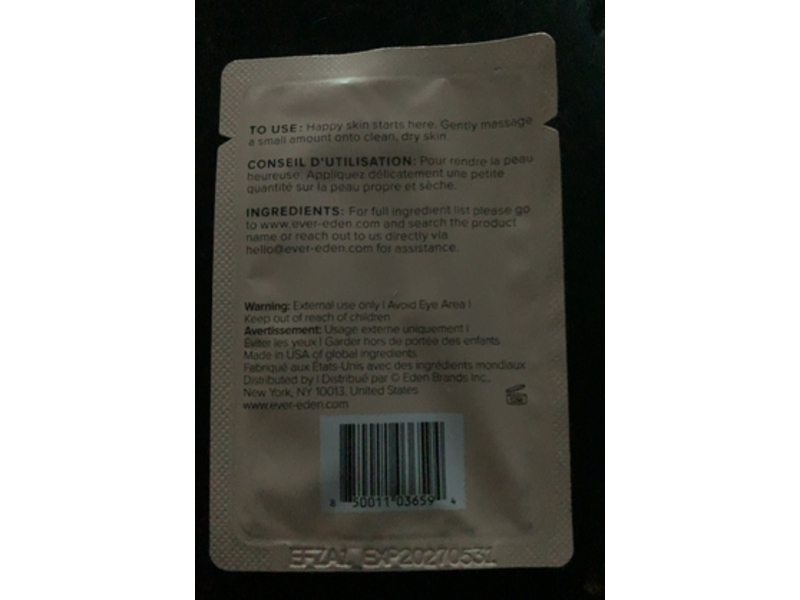 TO USE: Happy skin starts here. Gently massage
a small amount onto clean, dry skin
CONSEIL D'UTILISATION: Pour rendre la peau
heureuse. Appliquez délicatement une petite
quantité sur la peau propre et sèche.
INGREDIENTS: For full ingredient list please go
to www.ever-eden.com and search the product
name or reach out to us directly via
hello@ever-eden.com for assistance.
Warning: External use only | Avoid Eye Area |
Keep out of reach of children
Avertissement: Usage externe uniquement |
Éviter les yeux | Garder hors de portée des enfants
Made in USA of global ingredients
Fabriqué aux États-Unis avec des ingrédients mondiaux
Distributed by | Distribué par © Eden Brands Inc.,
New York, NY 10013, United States
www.ever-eden.com
8 50011 03659 4
EXP20270531